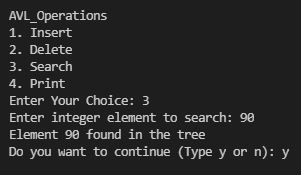 AVL_Operations
1. Insert
2. Delete
3. Search
4. Print
Enter Your Choice: 3
Enter integer element to search: 90
Element 90 found in the tree
Do you want to continue (Type y or n): y